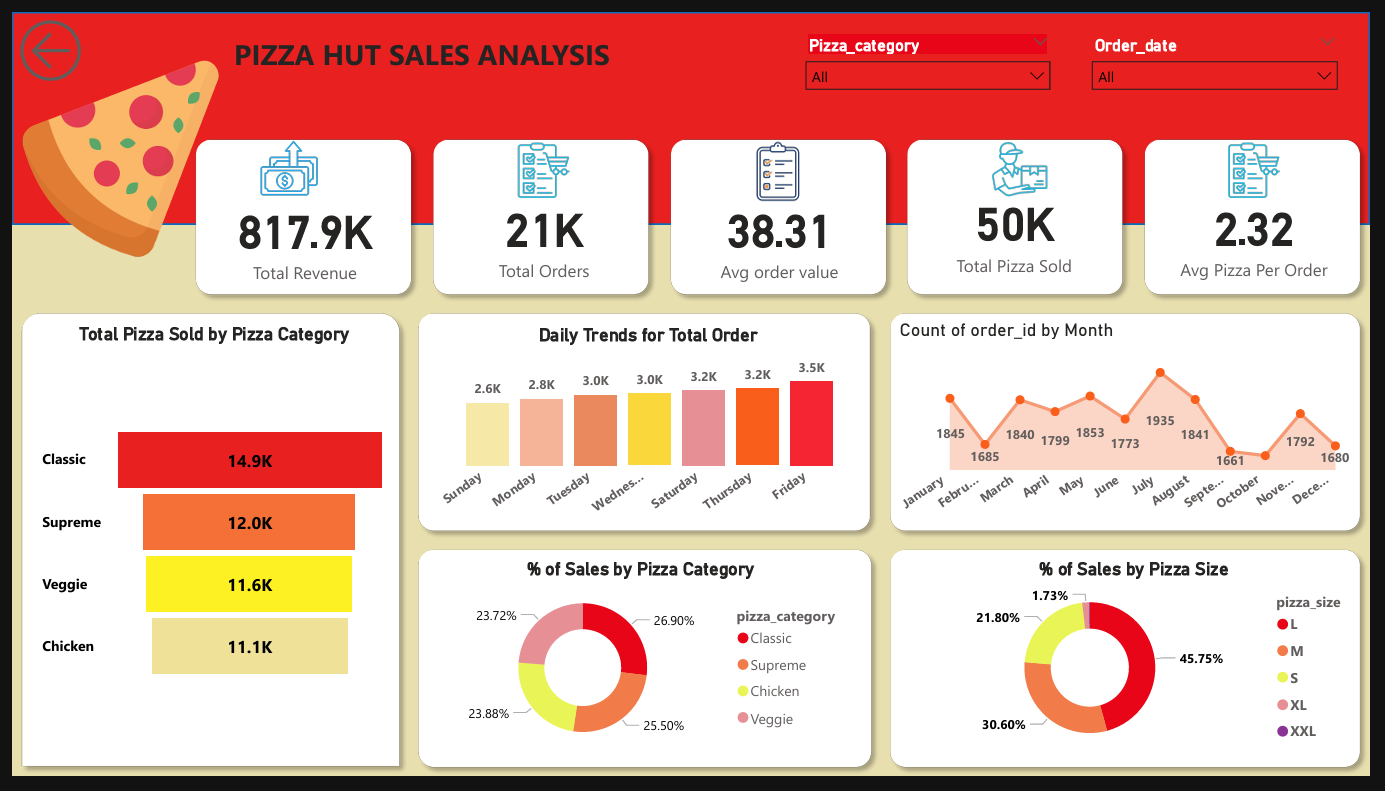 PIZZA HUT SALES ANALYSIS
Pizza_category
All
Order_date
All
817.9K
Total Revenue
21K
Total Orders
38.31
Avg order value
50K
Total Pizza Sold
2.32
Avg Pizza Per Order
Total Pizza Sold by Pizza Category
Classic
14.9K
Supreme
12.0K
Veggie
11.6K
Chicken
11.1K
Daily Trends for Total Order
2.6K
2.8K
3.0K
3.0K
3.2K
3.2K
3.5K
Sunday
Monday
Tuesday
Wednes...
Saturday
Thursday
Friday
Count of order_id by Month
1845
1685
1840
1799
1853
1773
1935
1841
1661
1792
1680
January
Febru...
March
April
May
June
July
August
Septe...
October
Nove...
Dece...
% of Sales by Pizza Category
23.72%
26.90%
23.88%
25.50%
pizza_category
Classic
Supreme
Chicken
Veggie
% of Sales by Pizza Size
1.73%
21.80%
45.75%
30.60%
pizza_size
L
M
S
XL
XXL